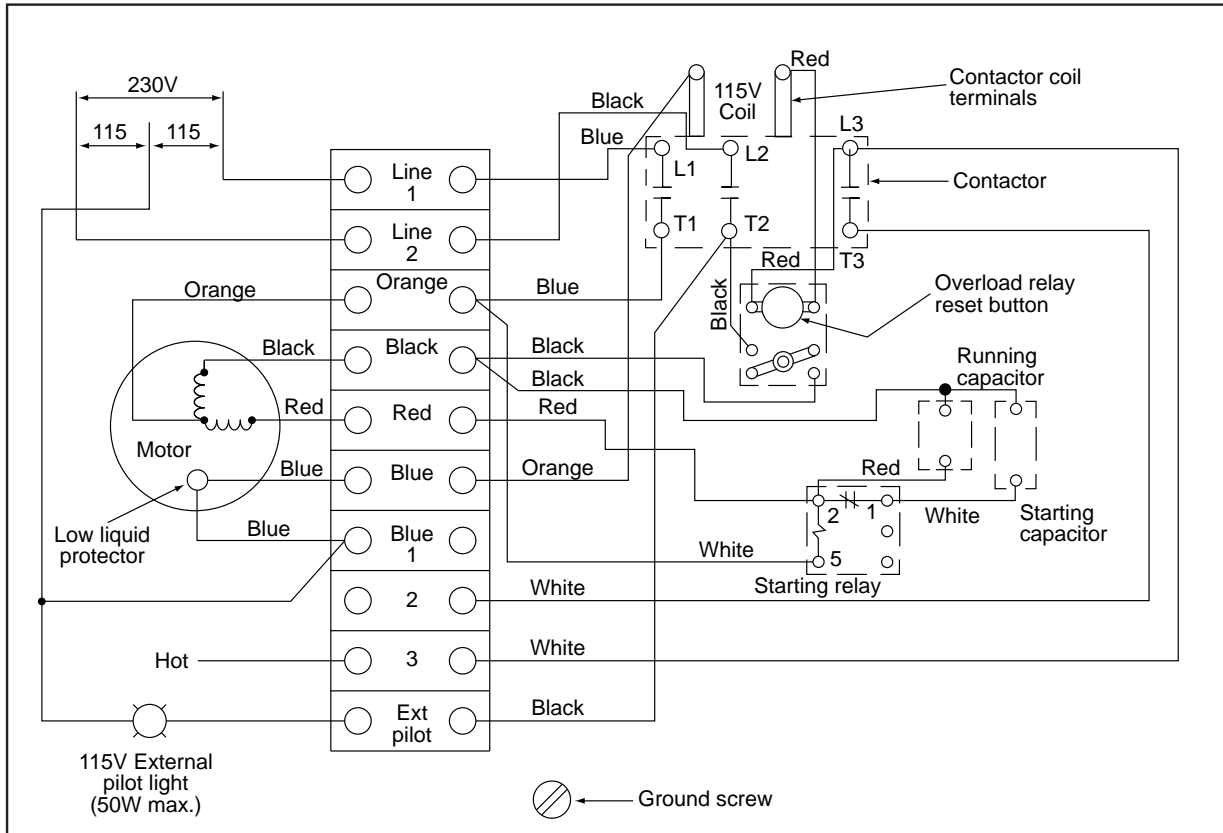 230V
115
115
Line
1
Line
2
Orange
Black
Red
Blue
Blue
1
2
3
Ext
pilot
Orange
Black
Red
Motor
Blue
Low liquid
protector
Blue
Hot
115V External
pilot light
(50W max.)
Black
Blue
115V
Coil
Red
Contactor coil
terminals
L1
L2
L3
Contactor
T1
T2
T3
Blue
Black
Red
Overload relay
reset button
Black
Black
Red
Orange
Running
capacitor
Red
2
1
White
Starting
capacitor
5
Starting relay
White
White
White
Black
Ground screw